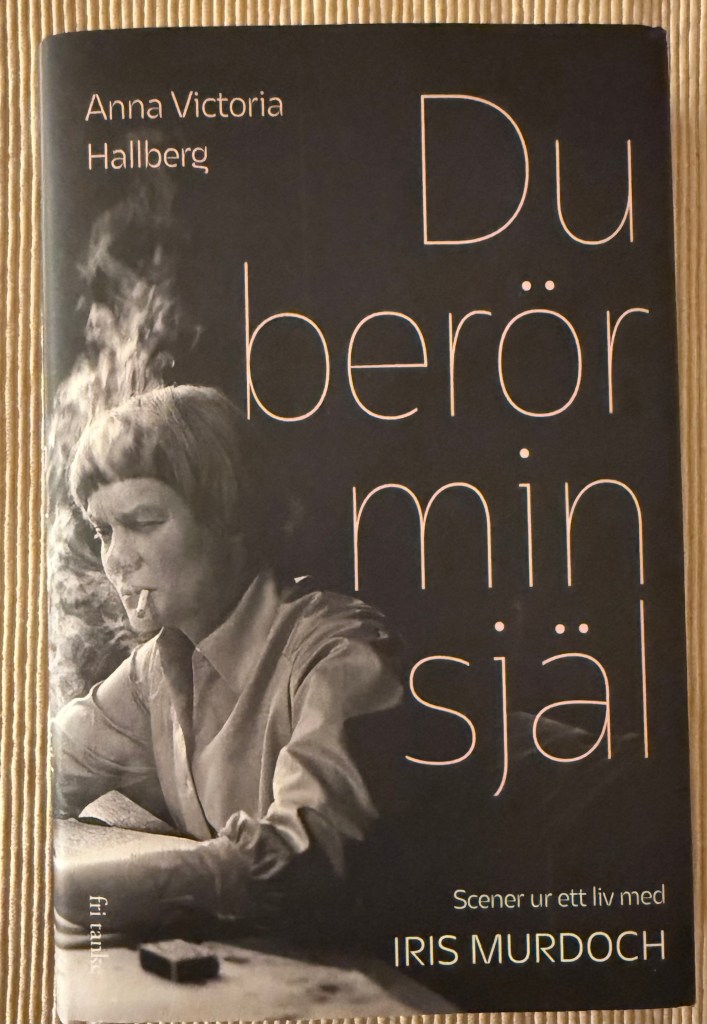 Anna Victoria
Hallberg
Du
berör
min
själ
Scener ur ett liv med
IRIS MURDOCH
fri tanke